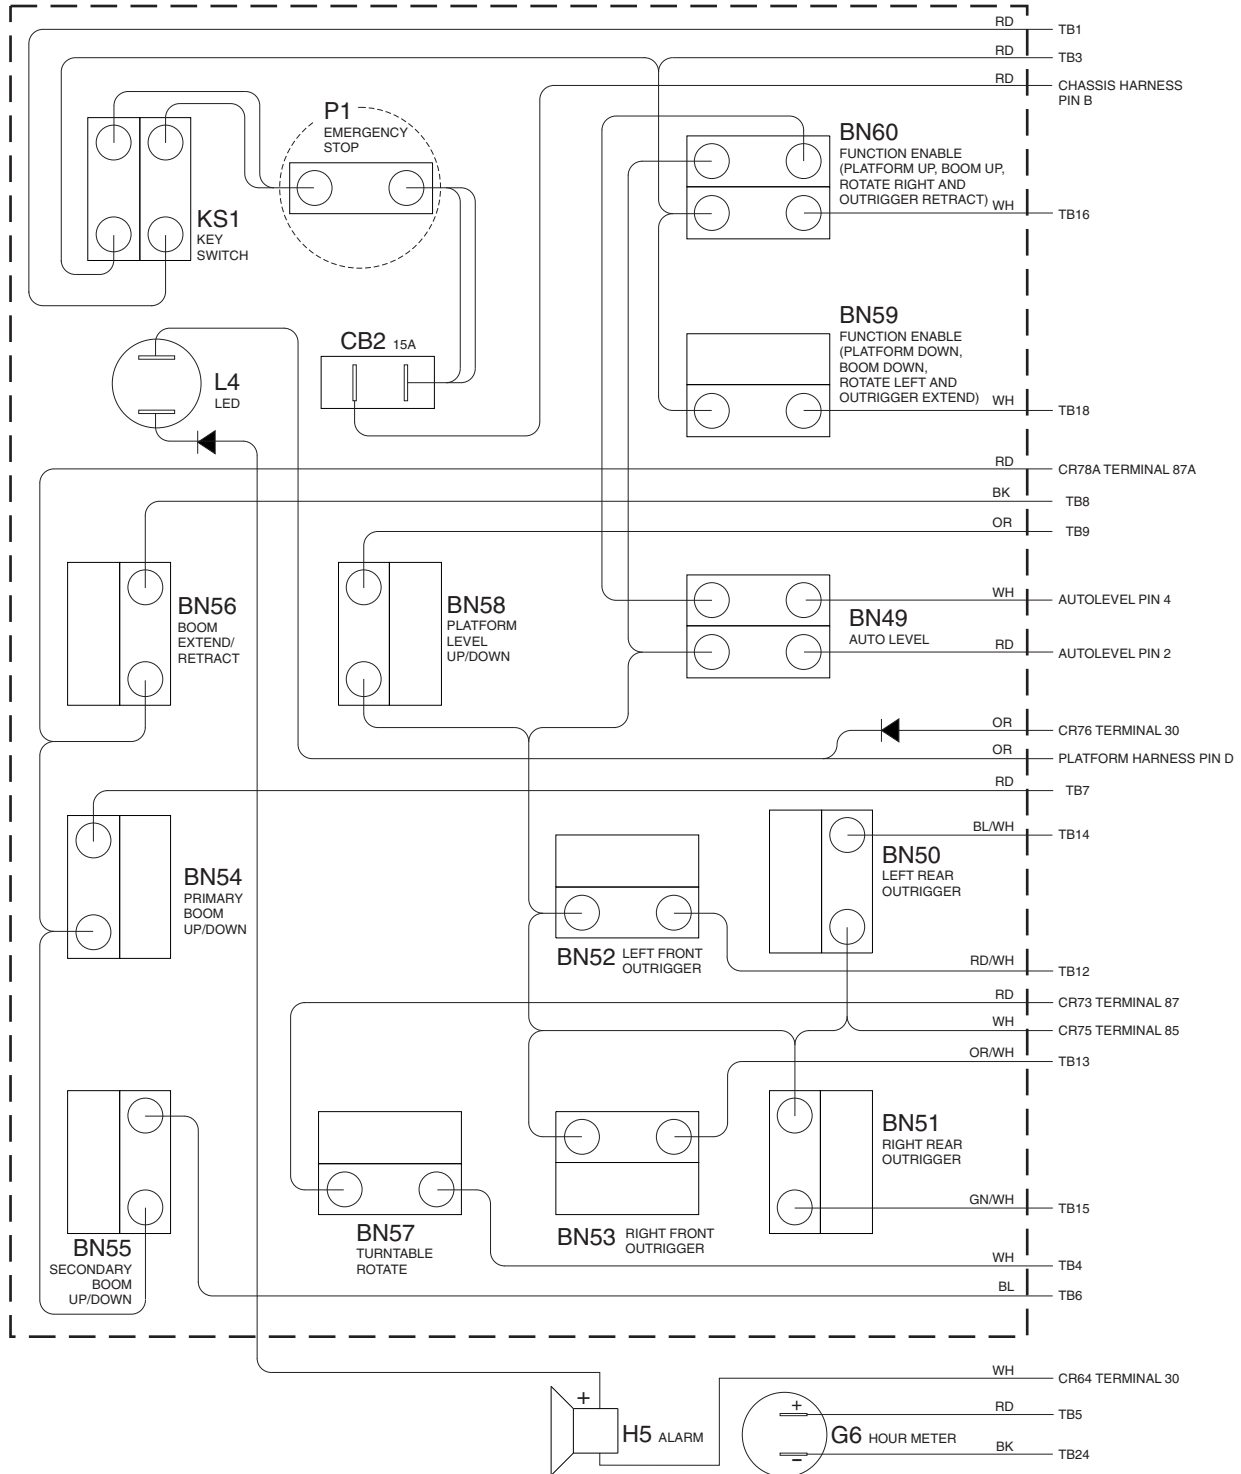 RD TB1
RD TB3
RD CHASSIS HARNESS
PIN B
P1
EMERGENCY
STOP
KS1
KEY
SWITCH
BN60
FUNCTION ENABLE
(PLATFORM UP, BOOM UP,
ROTATE RIGHT AND
OUTRIGGER RETRACT)
WH TB16
CB2 15A
L4
LED
BN59
FUNCTION ENABLE
(PLATFORM DOWN,
BOOM DOWN,
ROTATE LEFT AND
OUTRIGGER EXTEND)
WH TB18
RD CR78A TERMINAL 87A
BK TB8
OR TB9
BN56
BOOM
EXTEND/
RETRACT
BN58
PLATFORM
LEVEL
UP/DOWN
WH AUTOLEVEL PIN 4
BN49
AUTO LEVEL
RD AUTOLEVEL PIN 2
OR CR76 TERMINAL 30
OR PLATFORM HARNESS PIN D
RD TB7
BL/WH TB14
BN54
PRIMARY
BOOM
UP/DOWN
BN50
LEFT REAR
OUTRIGGER
BN52 LEFT FRONT
OUTRIGGER
RD/WH TB12
RD CR73 TERMINAL 87
WH CR75 TERMINAL 85
OR/WH TB13
BN51
RIGHT REAR
OUTRIGGER
GN/WH TB15
BN55
SECONDARY
BOOM
UP/DOWN
BN57
TURNTABLE
ROTATE
BN53 RIGHT FRONT
OUTRIGGER
WH TB4
BL TB6
WH CR64 TERMINAL 30
+
H5 ALARM
RD TB5
+
G6 HOUR METER
−
BK TB24